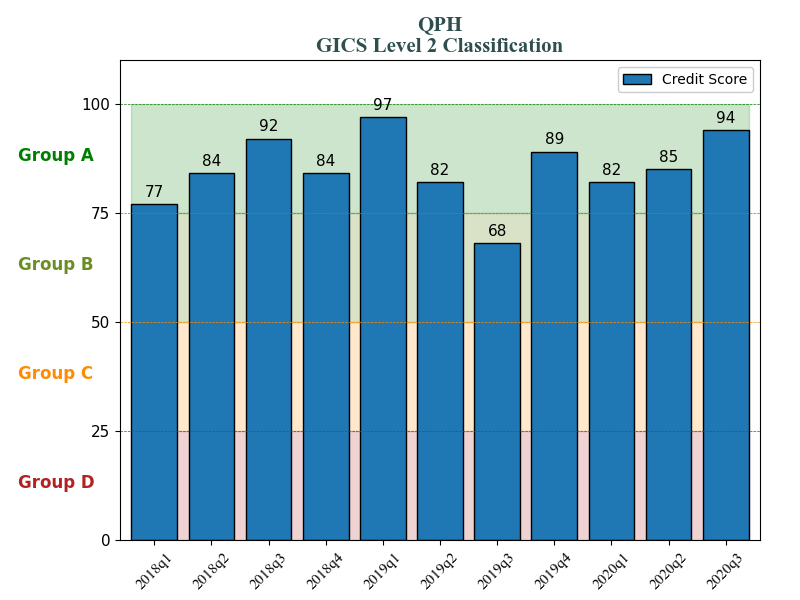 QPH
GICS Level 2 Classification
Credit Score
100
75
50
25
0
Group A
Group B
Group C
Group D
77
84
92
84
97
82
68
89
82
85
94
2018q1
2018q2
2018q3
2018q4
2019q1
2019q2
2019q3
2019q4
2020q1
2020q2
2020q3